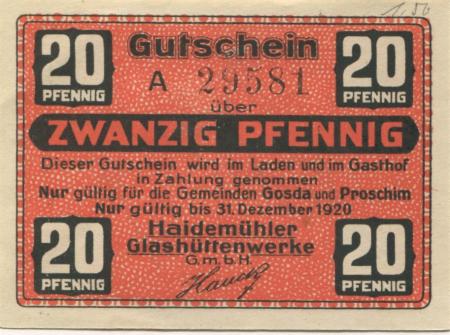 1,50
Gutschein
20 PFENNIG
20 PFENNIG
A 29581
über
ZWANZIG PFENNIG
Dieser Gutschein wird im Laden und im Gasthof
in Zahlung genommen
Nur gültig für die Gemeinden Gosda und Proschim
Nur gültig bis 31. Dezember 1920
Haidemühler
Glashüttenwerke
G.m.b.H.
20 PFENNIG
20 PFENNIG